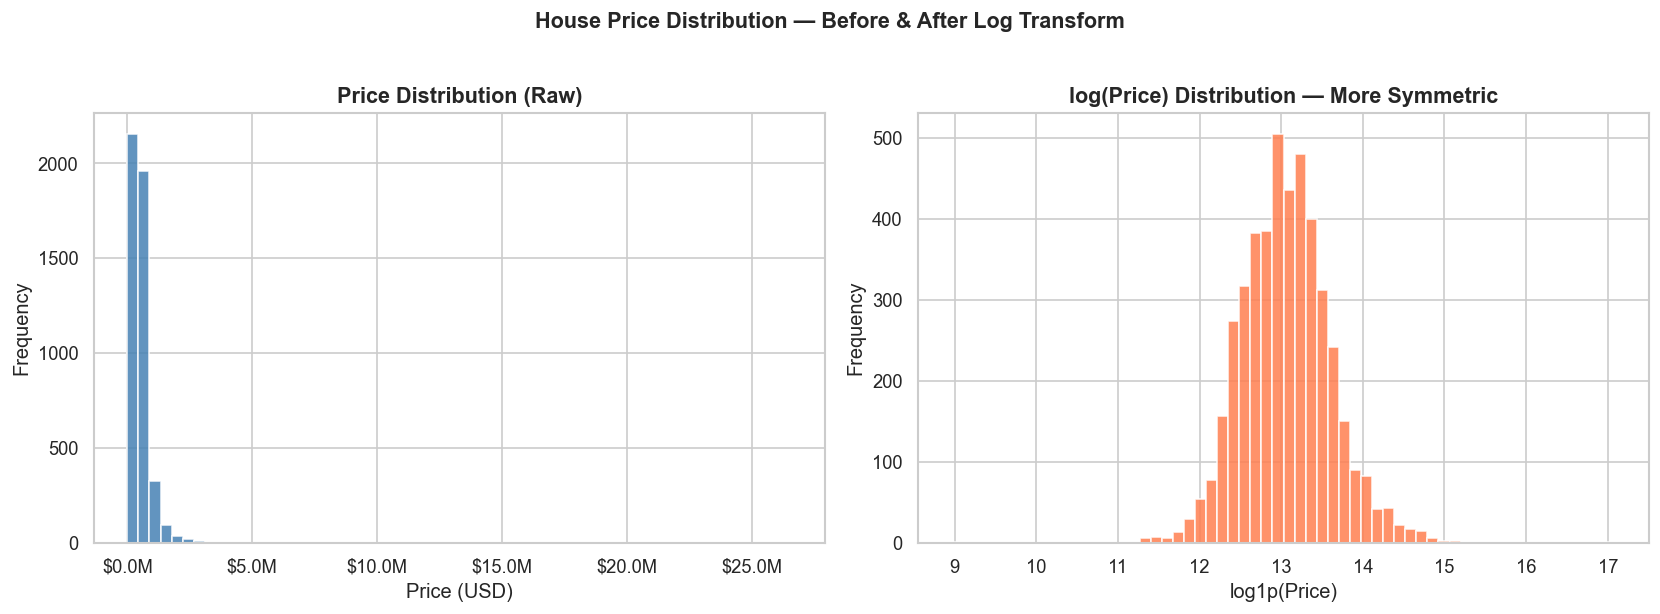 House Price Distribution — Before & After Log Transform
Price Distribution (Raw)
Frequency
2000
1500
1000
500
0
$0.0M $5.0M $10.0M $15.0M $20.0M $25.0M
Price (USD)
log(Price) Distribution — More Symmetric
Frequency
500
400
300
200
100
0
9 10 11 12 13 14 15 16 17
log1p(Price)